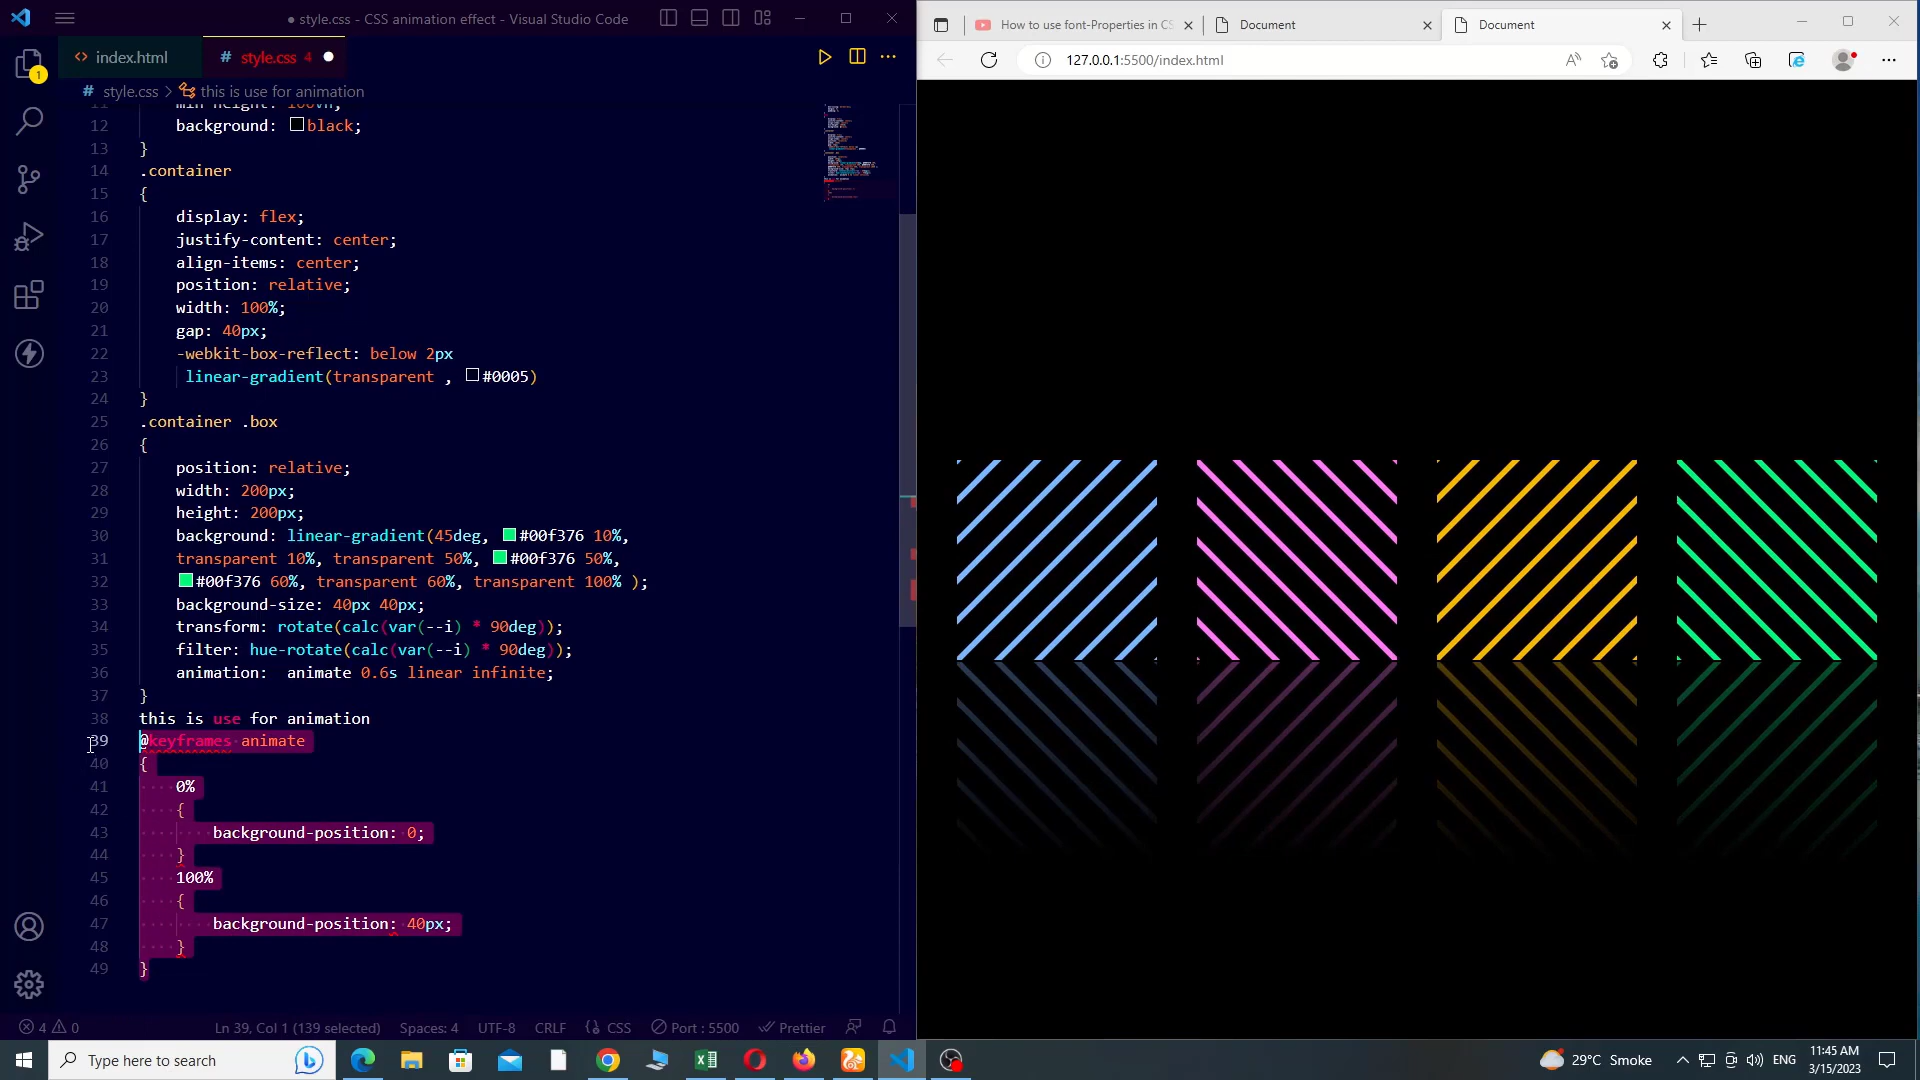 ● style.css - CSS animation effect - Visual Studio Code
<> index.html
# style.css 4 ●
# style.css > this is use for animation
11 min-height: 100vh;
12 background: black;
13 }
14 .container
15 {
16 display: flex;
17 justify-content: center;
18 align-items: center;
19 position: relative;
20 width: 100%;
21 gap: 40px;
22 -webkit-box-reflect: below 2px
23 linear-gradient(transparent , #0005)
24 }
25 .container .box
26 {
27 position: relative;
28 width: 200px;
29 height: 200px;
30 background: linear-gradient(45deg, #00f376 10%,
31 transparent 10%, transparent 50%, #00f376 50%,
32 #00f376 60%, transparent 60%, transparent 100% );
33 background-size: 40px 40px;
34 transform: rotate(calc(var(--i) * 90deg));
35 filter: hue-rotate(calc(var(--i) * 90deg));
36 animation:  animate 0.6s linear infinite;
37 }
38 this is use for animation
39 @keyframes animate
40 {
41 0%
42 {
43 background-position: 0;
44 }
45 100%
46 {
47 background-position: 40px;
48 }
49 }
1
4 0
Ln 39, Col 1 (139 selected)
Spaces: 4
UTF-8
CRLF
{} CSS
Port : 5500
Prettier
How to use font-Properties in CS
Document
Document
127.0.0.1:5500/index.html
Type here to search
29°C Smoke
ENG
11:45 AM
3/15/2023